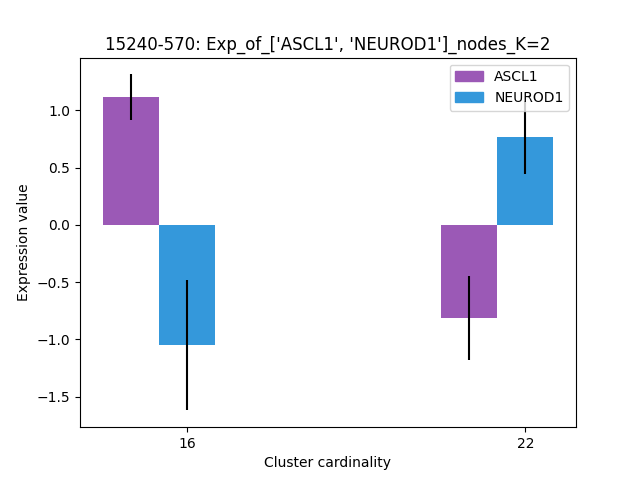 15240-570: Exp_of_['ASCL1', 'NEUROD1']_nodes_K=2
ASCL1
NEUROD1
1.0
0.5
0.0
−0.5
−1.0
−1.5
Expression value
16
22
Cluster cardinality